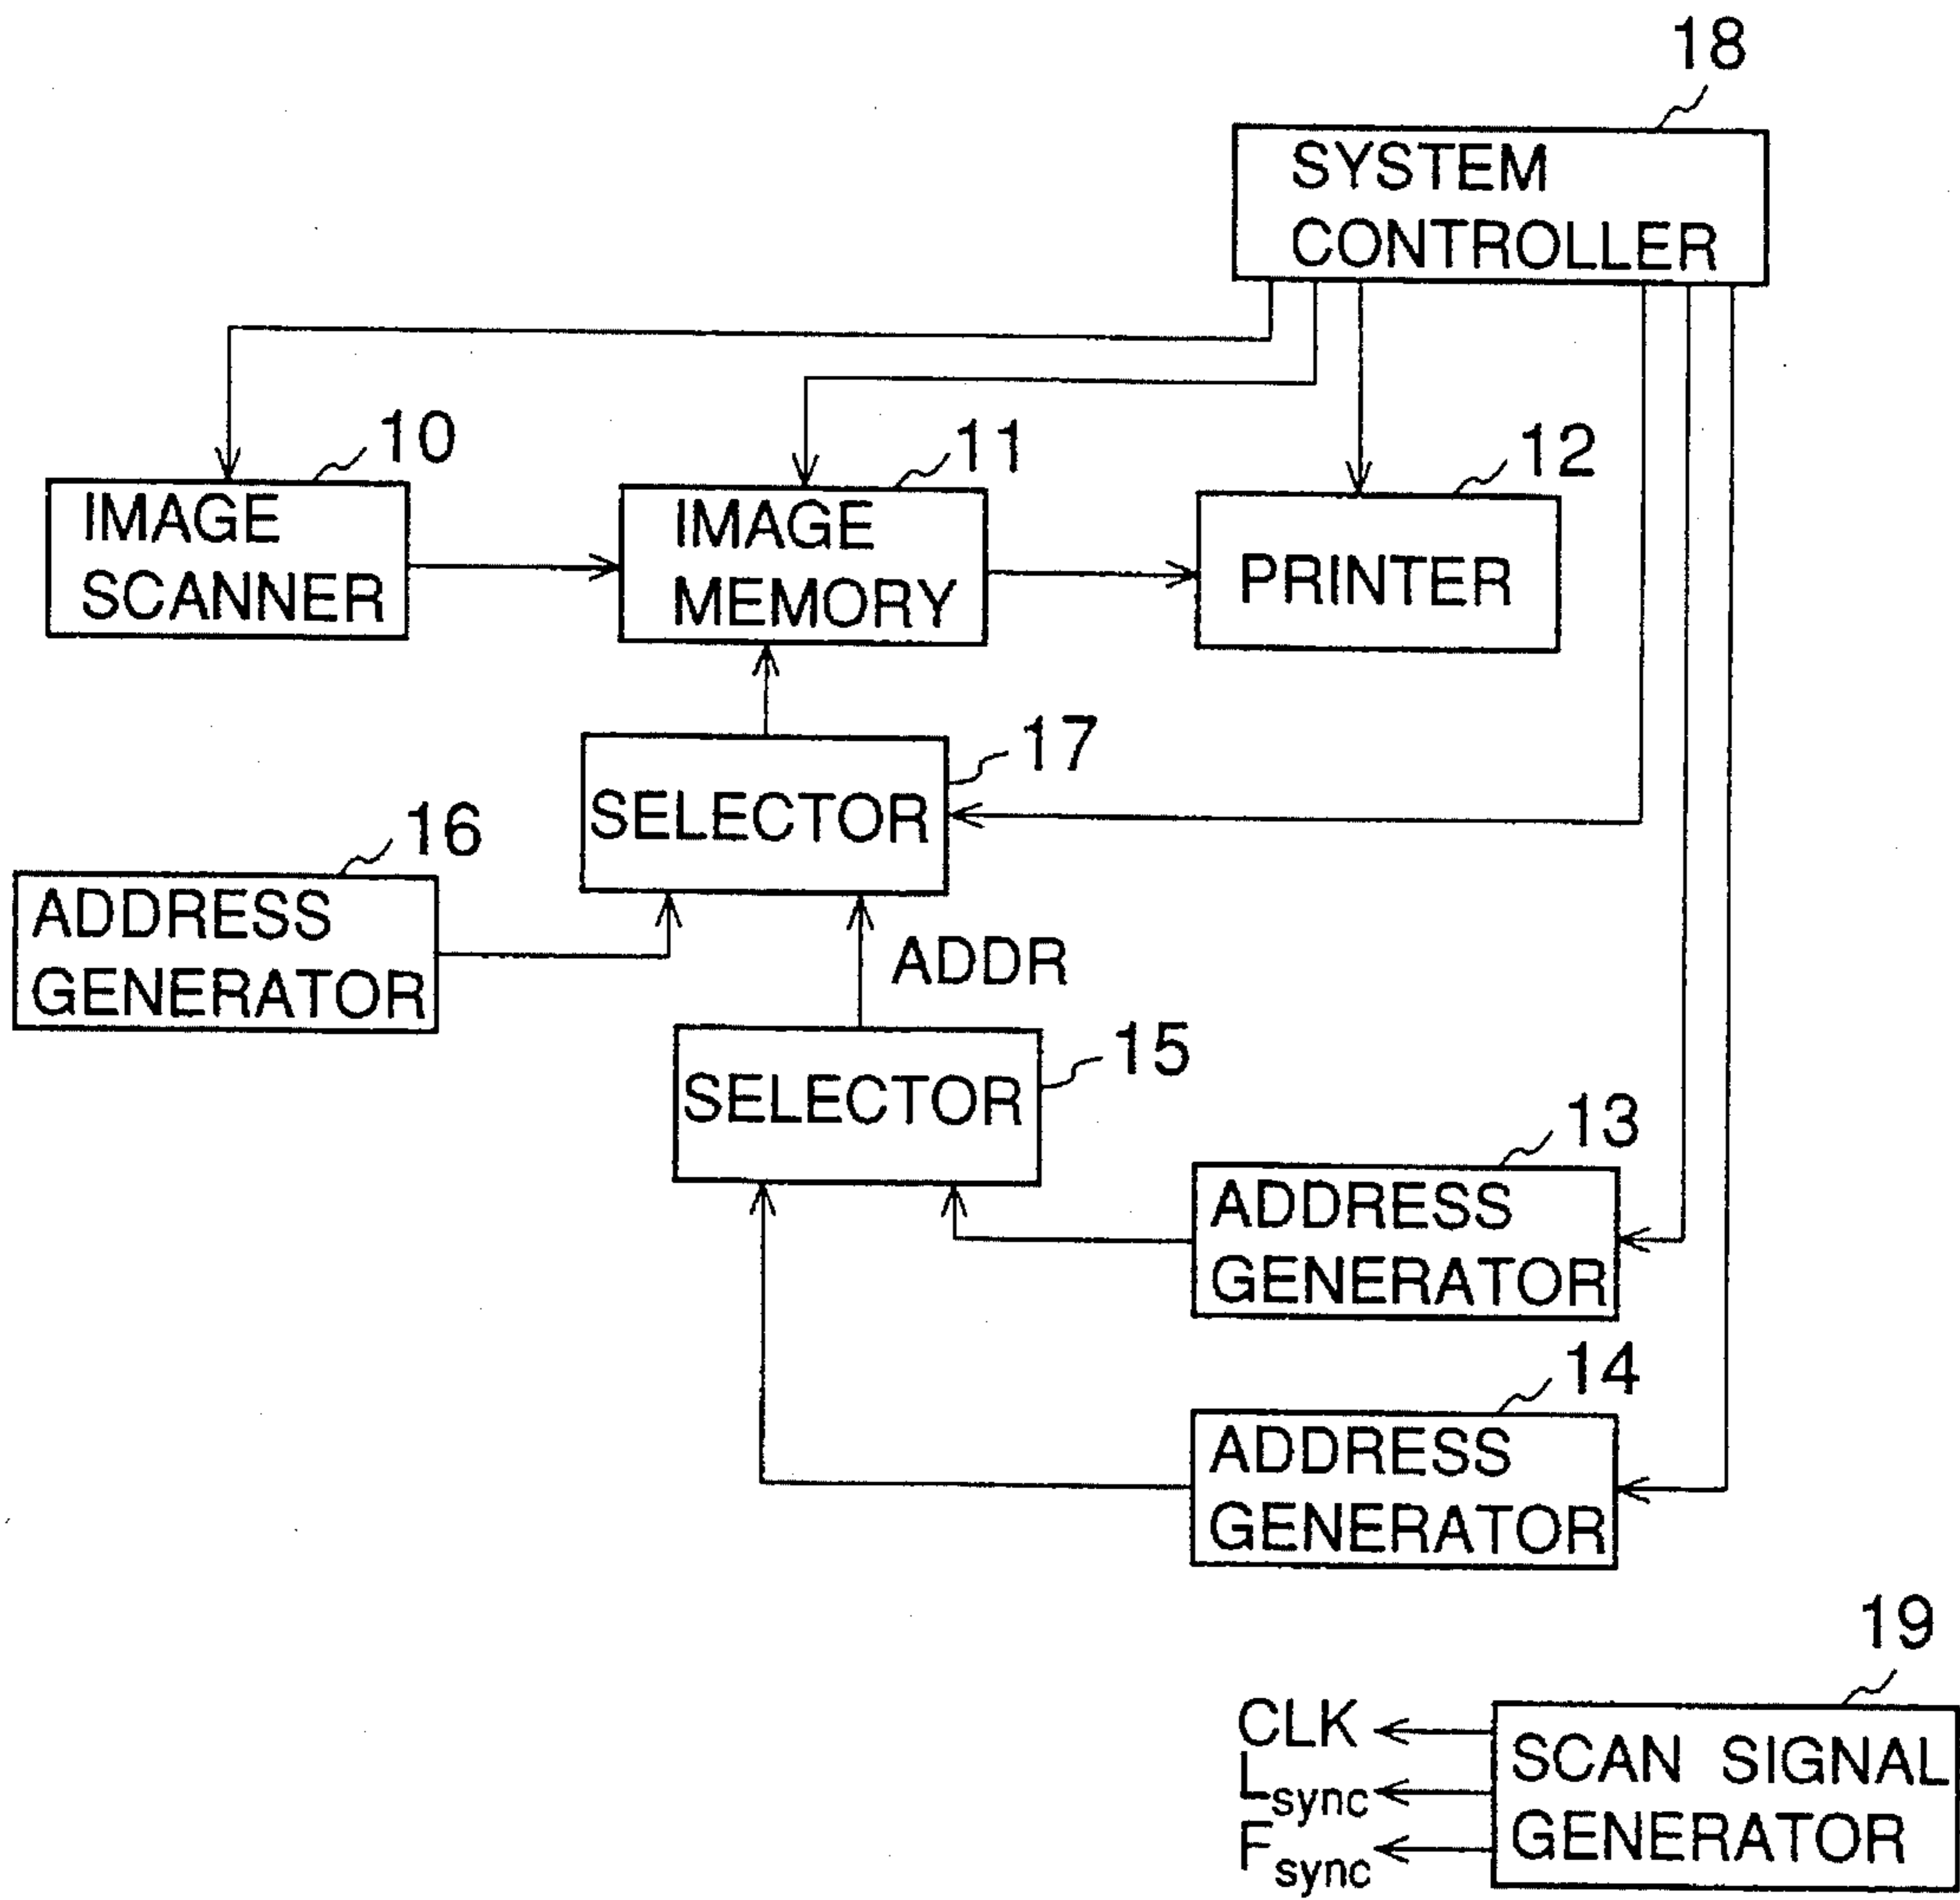 18
SYSTEM
CONTROLLER
10
11
12
IMAGE
SCANNER
IMAGE
MEMORY
PRINTER
17
SELECTOR
16
ADDRESS
GENERATOR
ADDR
15
SELECTOR
13
ADDRESS
GENERATOR
14
ADDRESS
GENERATOR
19
CLK
Lsync
Fsync
SCAN SIGNAL
GENERATOR